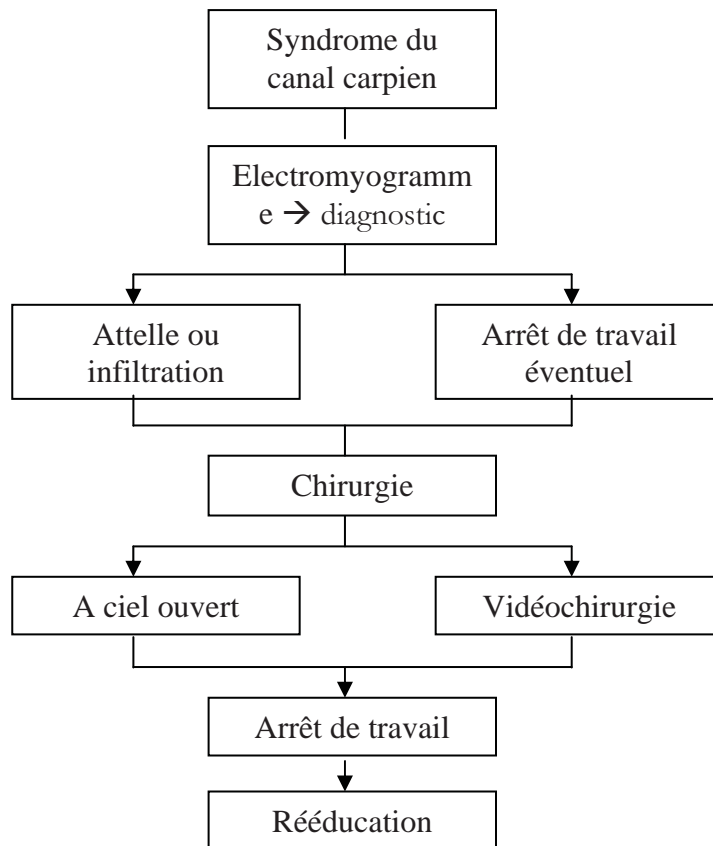 Syndrome du
canal carpien
Electromyogramm
e → diagnostic
Attelle ou
infiltration
Arrêt de travail
éventuel
Chirurgie
A ciel ouvert
Vidéochirurgie
Arrêt de travail
Rééducation